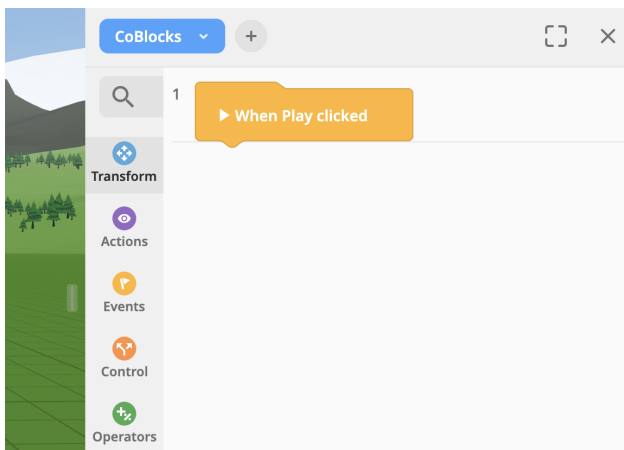 CoBlocks
+
1
When Play clicked
Transform
Actions
Events
Control
Operators